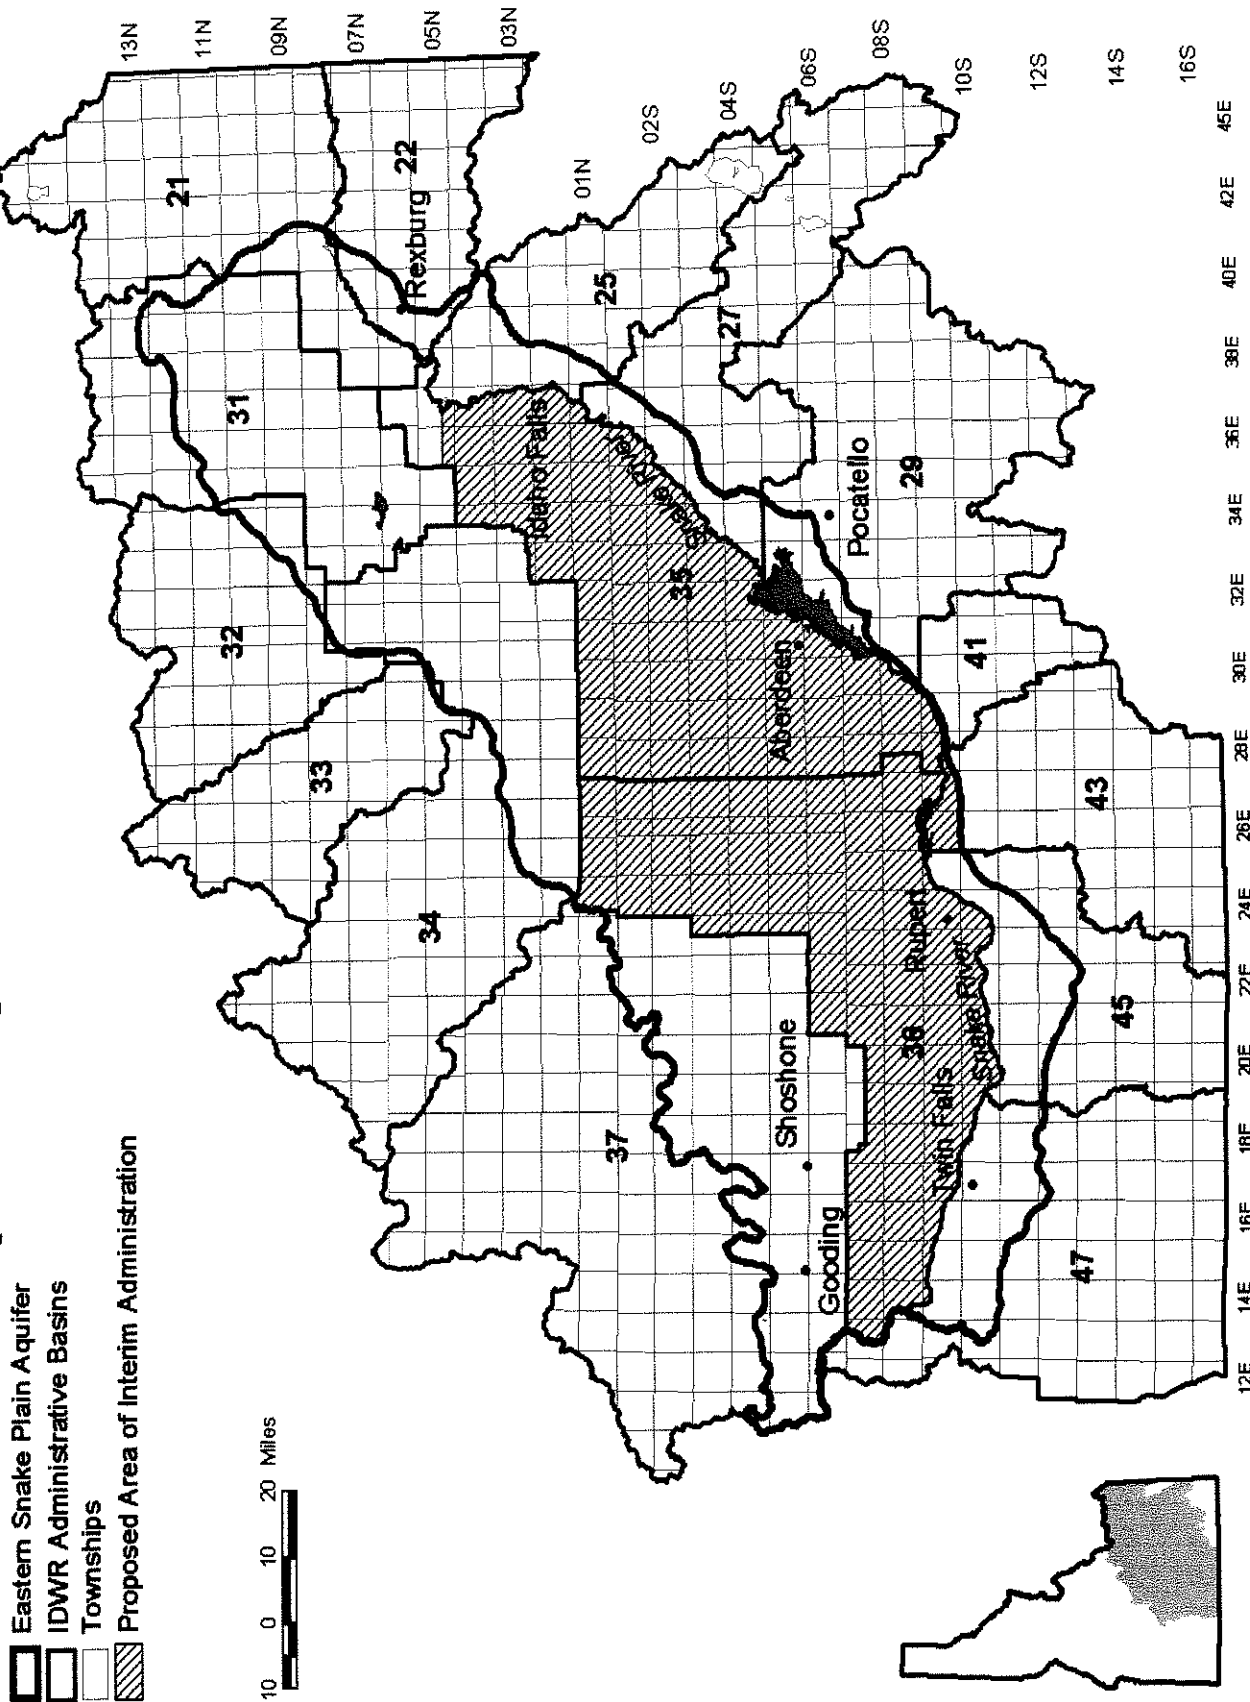 Eastern Snake Plain Aquifer
IDWR Administrative Basins
Townships
Proposed Area of Interim Administration
10 0 10 20 Miles
13N
11N
09N
07N
05N
03N
01N
02S
04S
06S
08S
10S
12S
14S
16S
21
22
Rexburg
31
32
33
34
25
27
Idaho Falls
Snake River
35
Pocatello
29
Aberdeen
41
43
37
Shoshone
Gooding
Rupert
36
Snake River
Twin Falls
45
47
12E 14E 16E 18E 20E 22E 24E 26E 28E 30E 32E 34E 36E 38E 40E 42E 45E